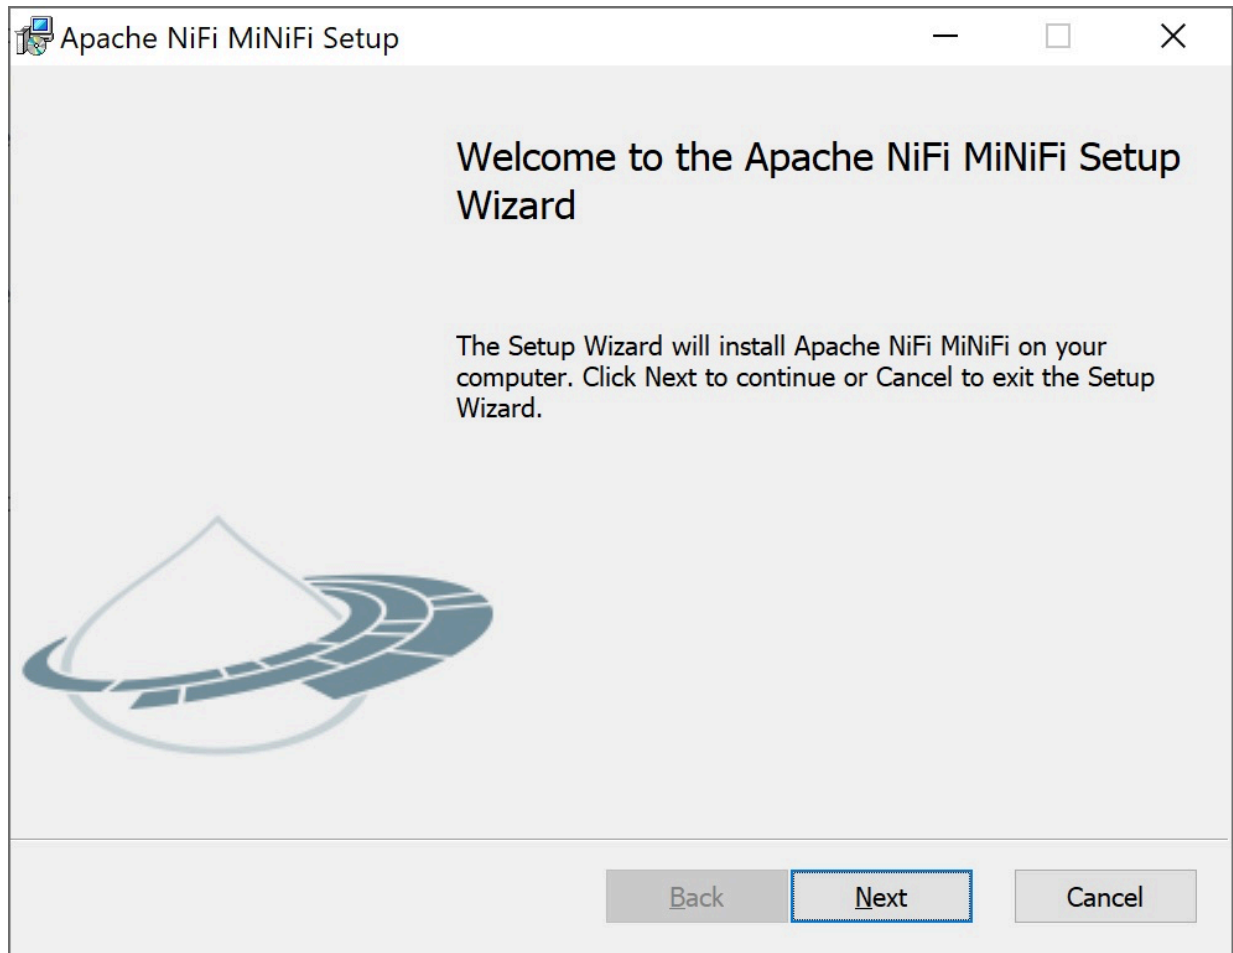 Apache NiFi MiNiFi Setup
Welcome to the Apache NiFi MiNiFi Setup
Wizard
The Setup Wizard will install Apache NiFi MiNiFi on your
computer. Click Next to continue or Cancel to exit the Setup
Wizard.
Back
Next
Cancel